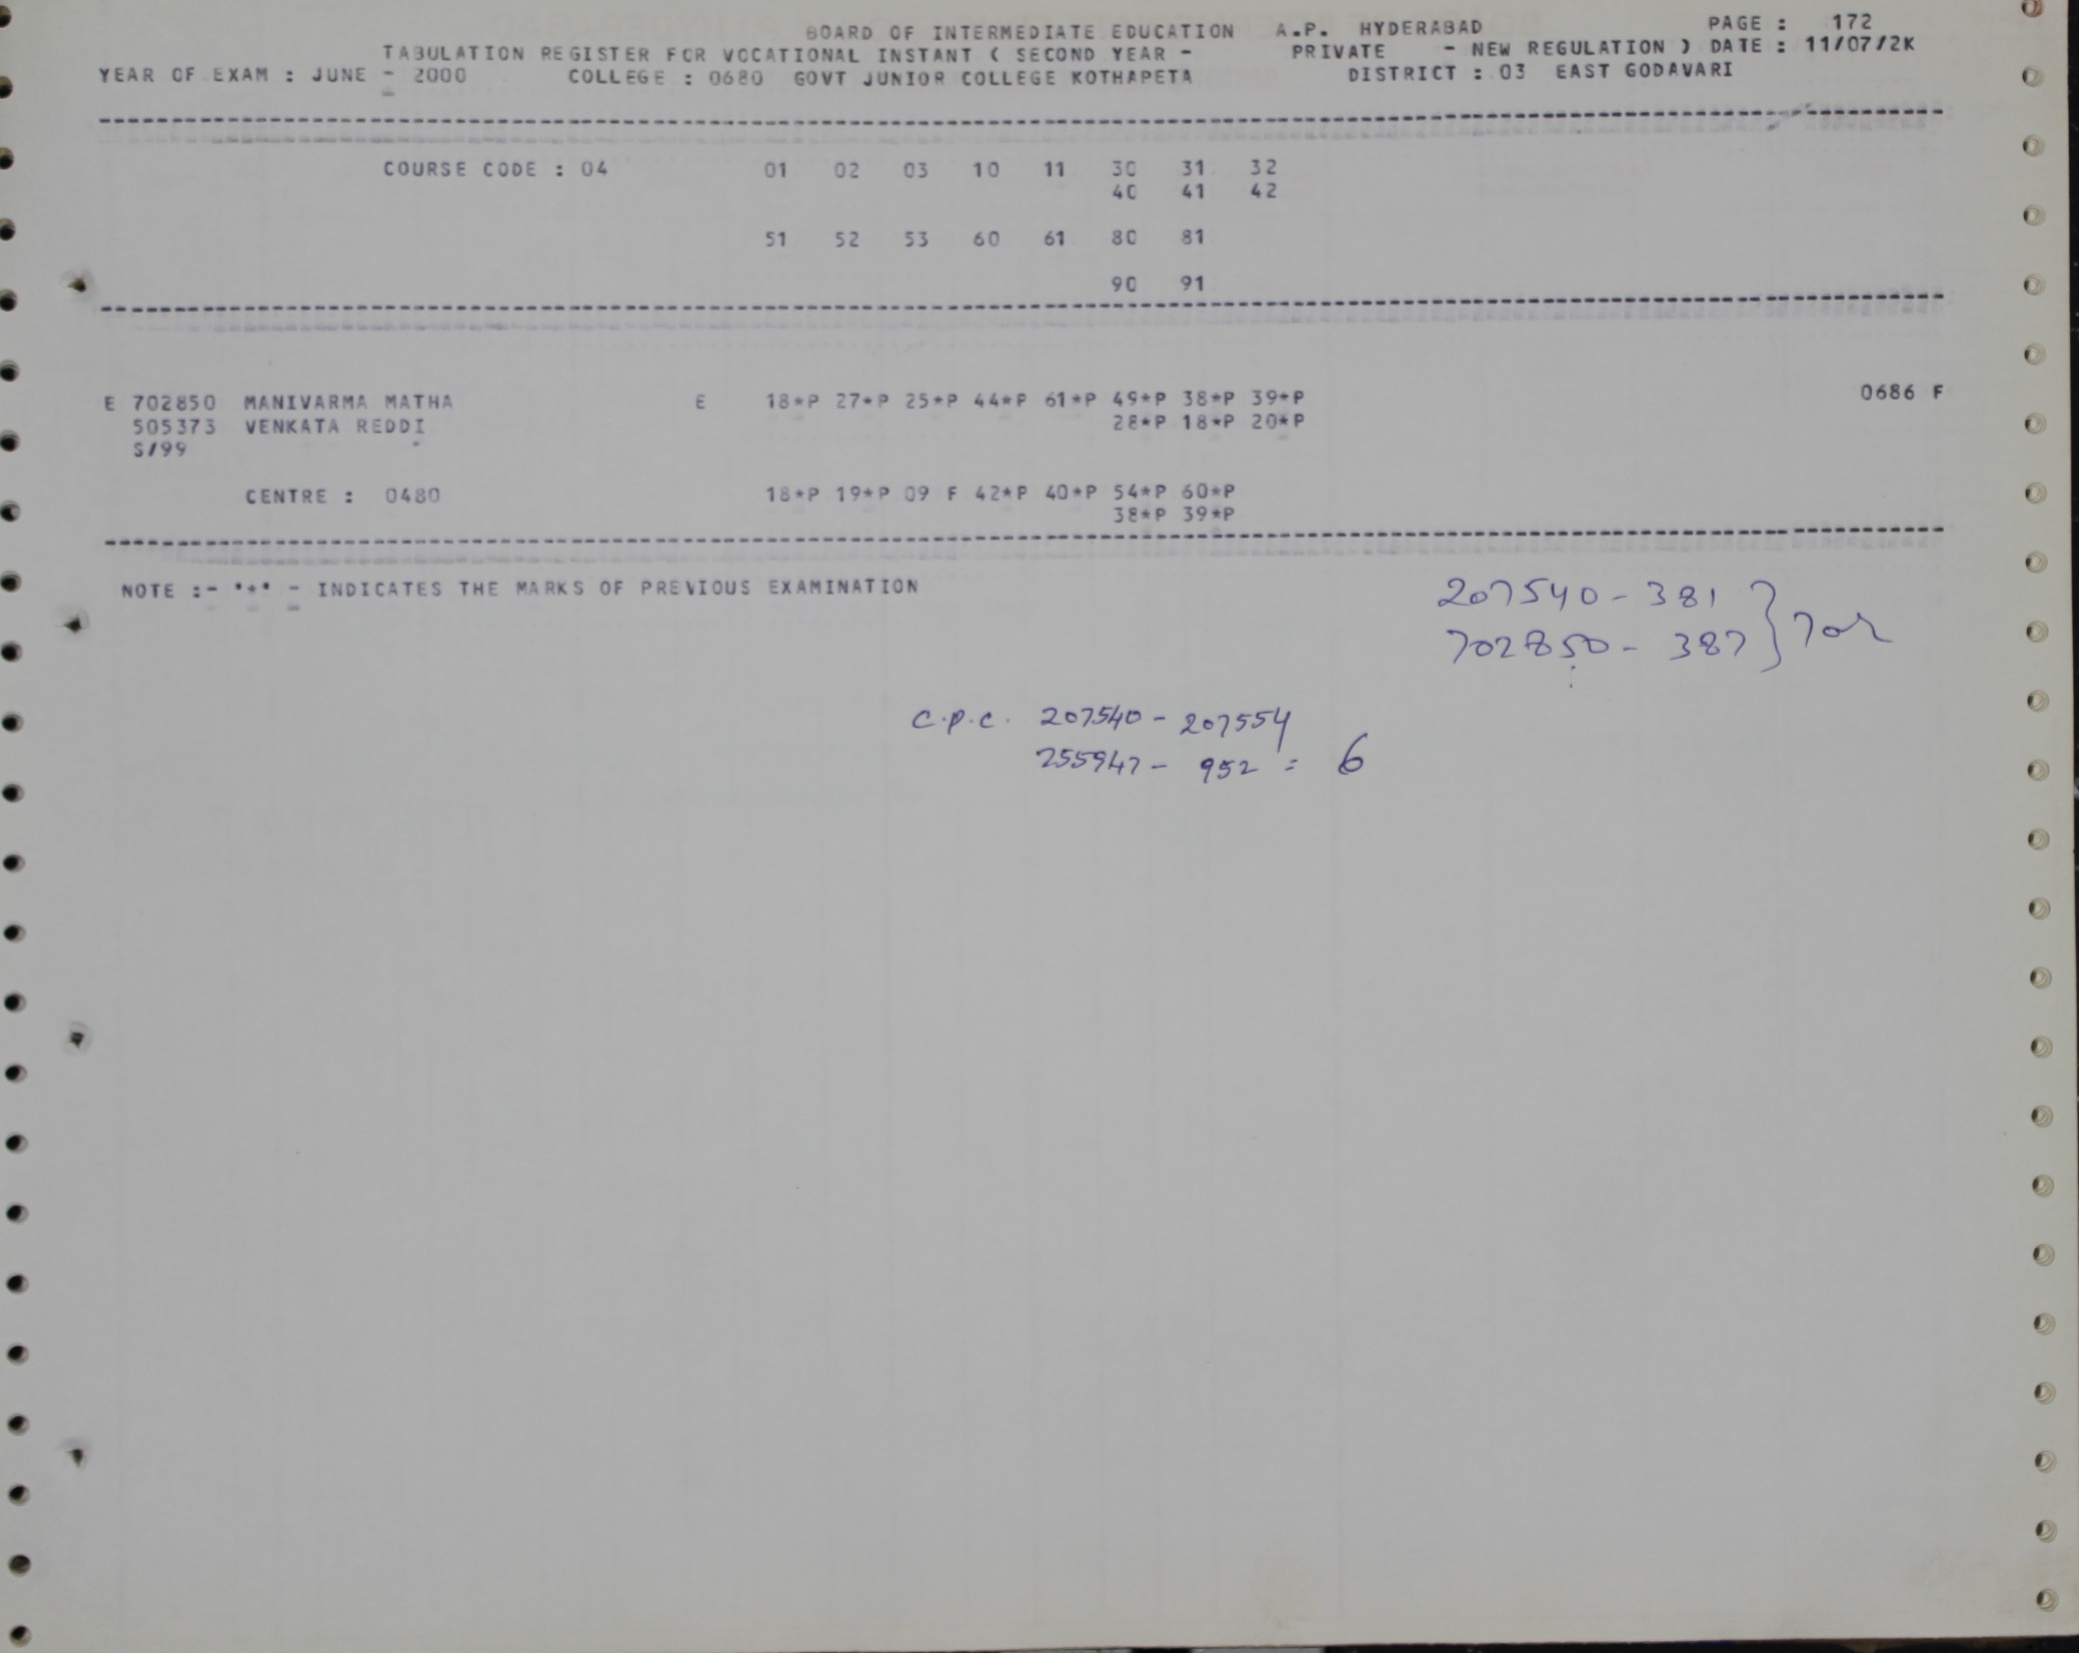 BOARD OF INTERMEDIATE EDUCATION A.P. HYDERABAD PAGE : 172
TABULATION REGISTER FOR VOCATIONAL INSTANT ( SECOND YEAR - PRIVATE - NEW REGULATION ) DATE : 11/07/2K
YEAR OF EXAM : JUNE - 2000 COLLEGE : 0680 GOVT JUNIOR COLLEGE KOTHAPETA DISTRICT : 03 EAST GODAVARI
COURSE CODE : 04 01 02 03 10 11 30 31 32
40 41 42
51 52 53 60 61 80 81
90 91
E 702850 MANIVARMA MATHA E 18*P 27*P 25*P 44*P 61*P 49*P 38*P 39*P 0686 F
505373 VENKATA REDDI 28*P 18*P 20*P
S/99
CENTRE : 0480 18*P 19*P 09 F 42*P 40*P 54*P 60*P
38*P 39*P
NOTE :- "*" - INDICATES THE MARKS OF PREVIOUS EXAMINATION
207540 - 381
702850 - 387
C.P.C. 207540 - 207554
255947 - 952 = 6